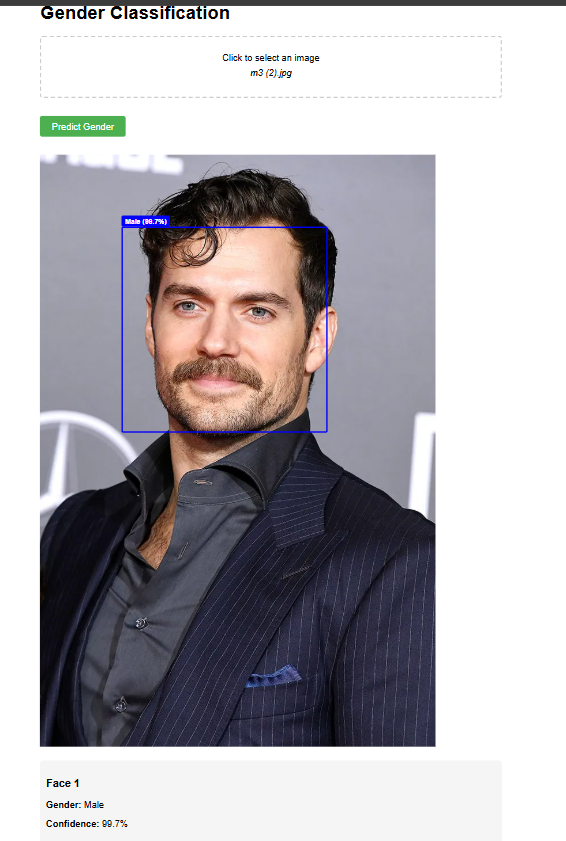 Gender Classification
Click to select an image
m3 (2).jpg
Predict Gender
Male (99.7%)
Face 1
Gender: Male
Confidence: 99.7%